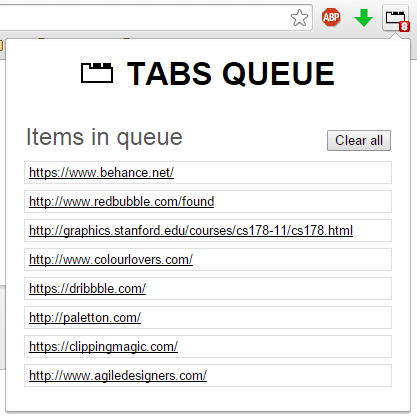 ABP
8
TABS QUEUE
Items in queue
Clear all
https://www.behance.net/
http://www.redbubble.com/found
http://graphics.stanford.edu/courses/cs178-11/cs178.html
http://www.colourlovers.com/
https://dribbble.com/
http://paletton.com/
https://clippingmagic.com/
http://www.agiledesigners.com/